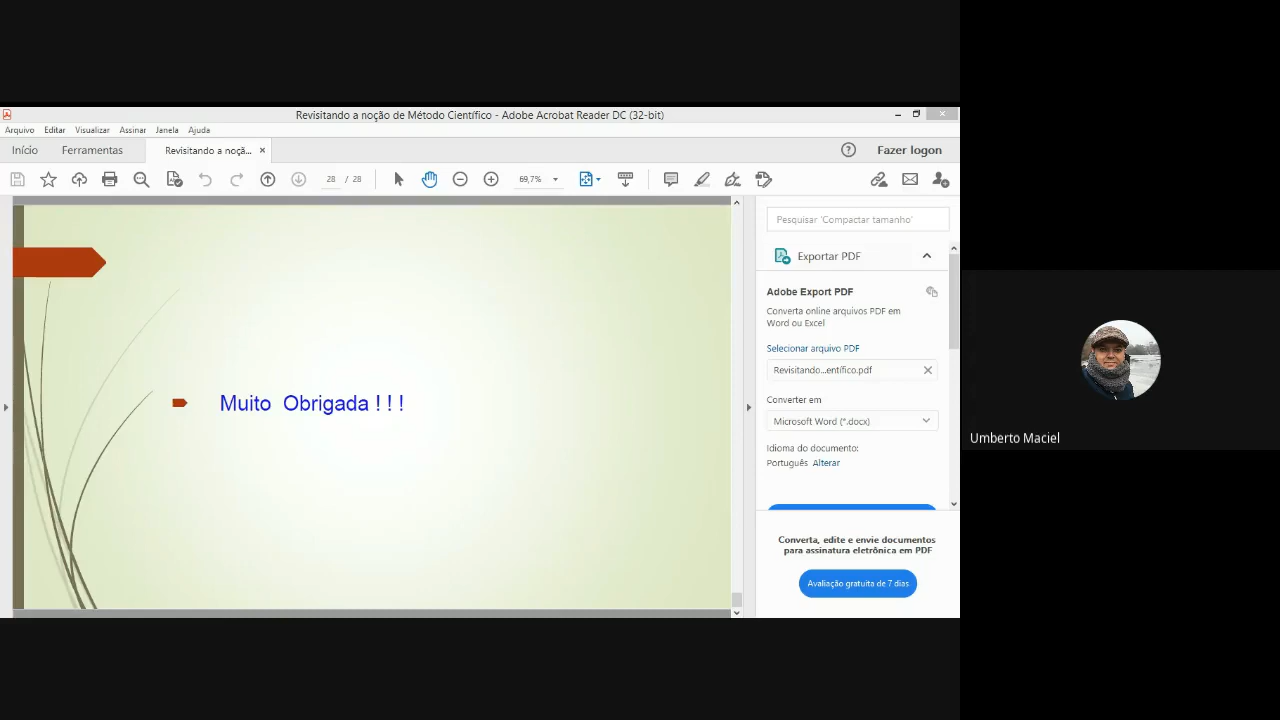 Revisitando a noção de Método Científico - Adobe Acrobat Reader DC (32-bit)
Arquivo Editar Visualizar Assinar Janela Ajuda
Início Ferramentas Revisitando a noçã... × Fazer logon
28 / 28 69,7%
Muito Obrigada ! ! !
Pesquisar 'Compactar tamanho'
Exportar PDF
Adobe Export PDF
Converta online arquivos PDF em
Word ou Excel
Selecionar arquivo PDF
Revisitando...entífico.pdf
Converter em
Microsoft Word (*.docx)
Idioma do documento:
Português Alterar
Converta, edite e envie documentos
para assinatura eletrônica em PDF
Avaliação gratuita de 7 dias
Umberto Maciel